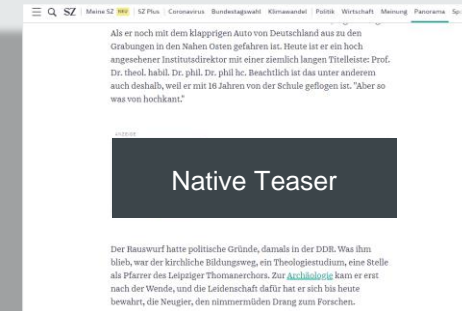 SZ Meine SZ NEU SZ Plus Coronavirus Bundestagswahl Klimawandel Politik Wirtschaft Meinung Panorama Sp
Als er noch mit dem klapprigen Auto von Deutschland aus zu den
Grabungen in den Nahen Osten gefahren ist. Heute ist er ein hoch
angesehener Institutsdirektor mit einer ziemlich langen Titelleiste: Prof.
Dr. theol. habil. Dr. phil. Dr. phil hc. Beachtlich ist das unter anderem
auch deshalb, weil er mit 16 Jahren von der Schule geflogen ist. "Aber so
was von hochkant."
ANZEIGE
Native Teaser
Der Rauswurf hatte politische Gründe, damals in der DDR. Was ihm
blieb, war der kirchliche Bildungsweg, ein Theologiestudium, eine Stelle
als Pfarrer des Leipziger Thomanerchors. Zur Archäologie kam er erst
nach der Wende, und die Leidenschaft dafür hat er sich bis heute
bewahrt, die Neugier, den nimmermüden Drang zum Forschen.